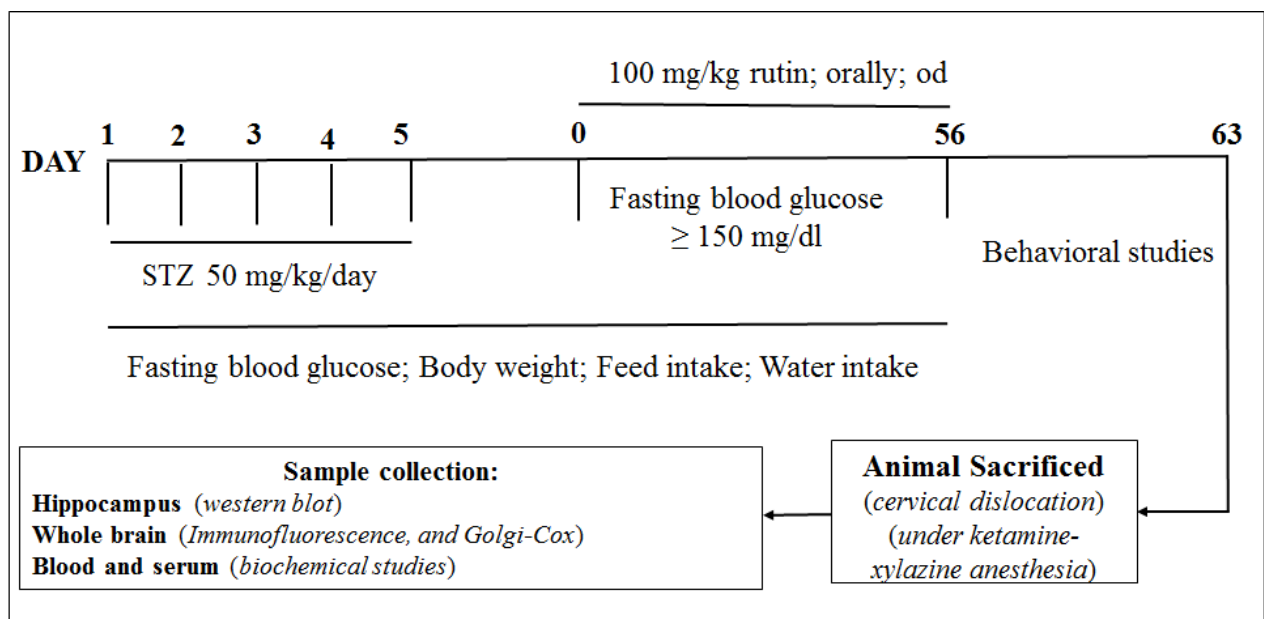 100 mg/kg rutin; orally; od
1 2 3 4 5 0 56 63
DAY
Fasting blood glucose
≥ 150 mg/dl
Behavioral studies
STZ 50 mg/kg/day
Fasting blood glucose; Body weight; Feed intake; Water intake
Sample collection:
Hippocampus (western blot)
Whole brain (Immunofluorescence, and Golgi-Cox)
Blood and serum (biochemical studies)
Animal Sacrificed
(cervical dislocation)
(under ketamine-
xylazine anesthesia)